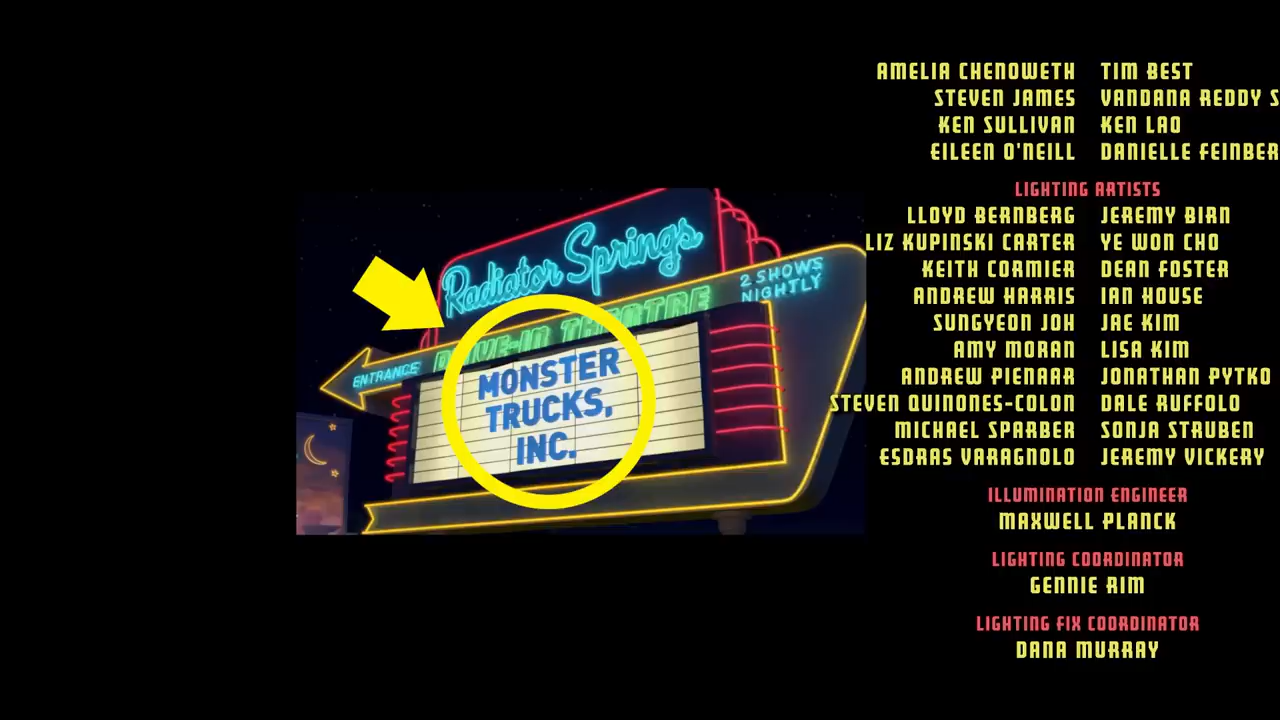 Radiator Springs
DRIVE-IN THEATRE
2 SHOWS
NIGHTLY
ENTRANCE
MONSTER
TRUCKS,
INC.
AMELIA CHENOWETH TIM BEST
STEVEN JAMES VANDANA REDDY S
KEN SULLIVAN KEN LAO
EILEEN O'NEILL DANIELLE FEINBER
LIGHTING ARTISTS
LLOYD BERNBERG JEREMY BIRN
LIZ KUPINSKI CARTER YE WON CHO
KEITH CORMIER DEAN FOSTER
ANDREW HARRIS IAN HOUSE
SUNGYEON JOH JAE KIM
AMY MORAN LISA KIM
ANDREW PIENAAR JONATHAN PYTKO
STEVEN QUINONES-COLON DALE RUFFOLO
MICHAEL SPARBER SONJA STRUBEN
ESDRAS VARAGNOLO JEREMY VICKERY
ILLUMINATION ENGINEER
MAXWELL PLANCK
LIGHTING COORDINATOR
GENNIE RIM
LIGHTING FIX COORDINATOR
DANA MURRAY